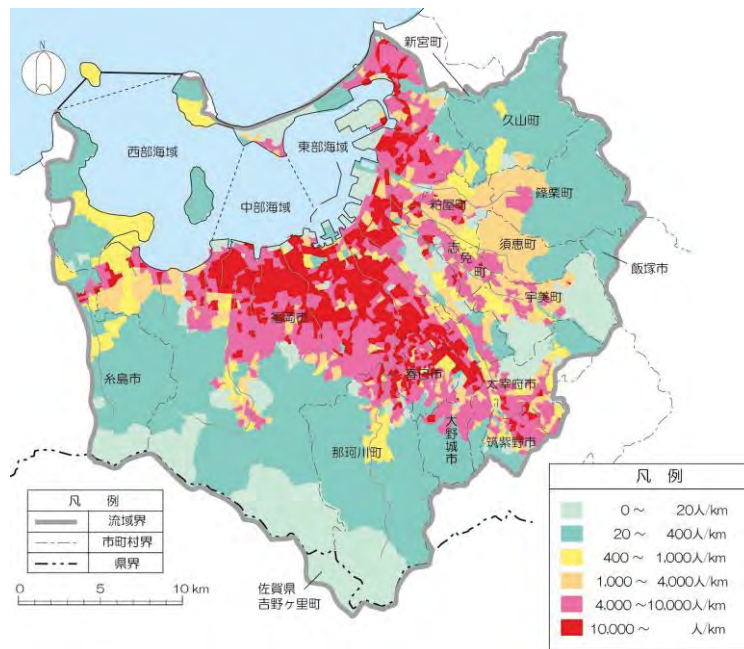 N
新宮町
久山町
西部海域
東部海域
中部海域
粕屋町
篠栗町
志免町
須恵町
飯塚市
宇美町
福岡市
糸島市
春日市
太宰府市
大野城市
筑紫野市
那珂川町
佐賀県
吉野ヶ里町
凡 例
流域界
市町村界
県界
0 5 10 km
凡 例
0～ 20人/km
20～ 400人/km
400～ 1,000人/km
1,000～ 4,000人/km
4,000～10,000人/km
10,000～ 人/km